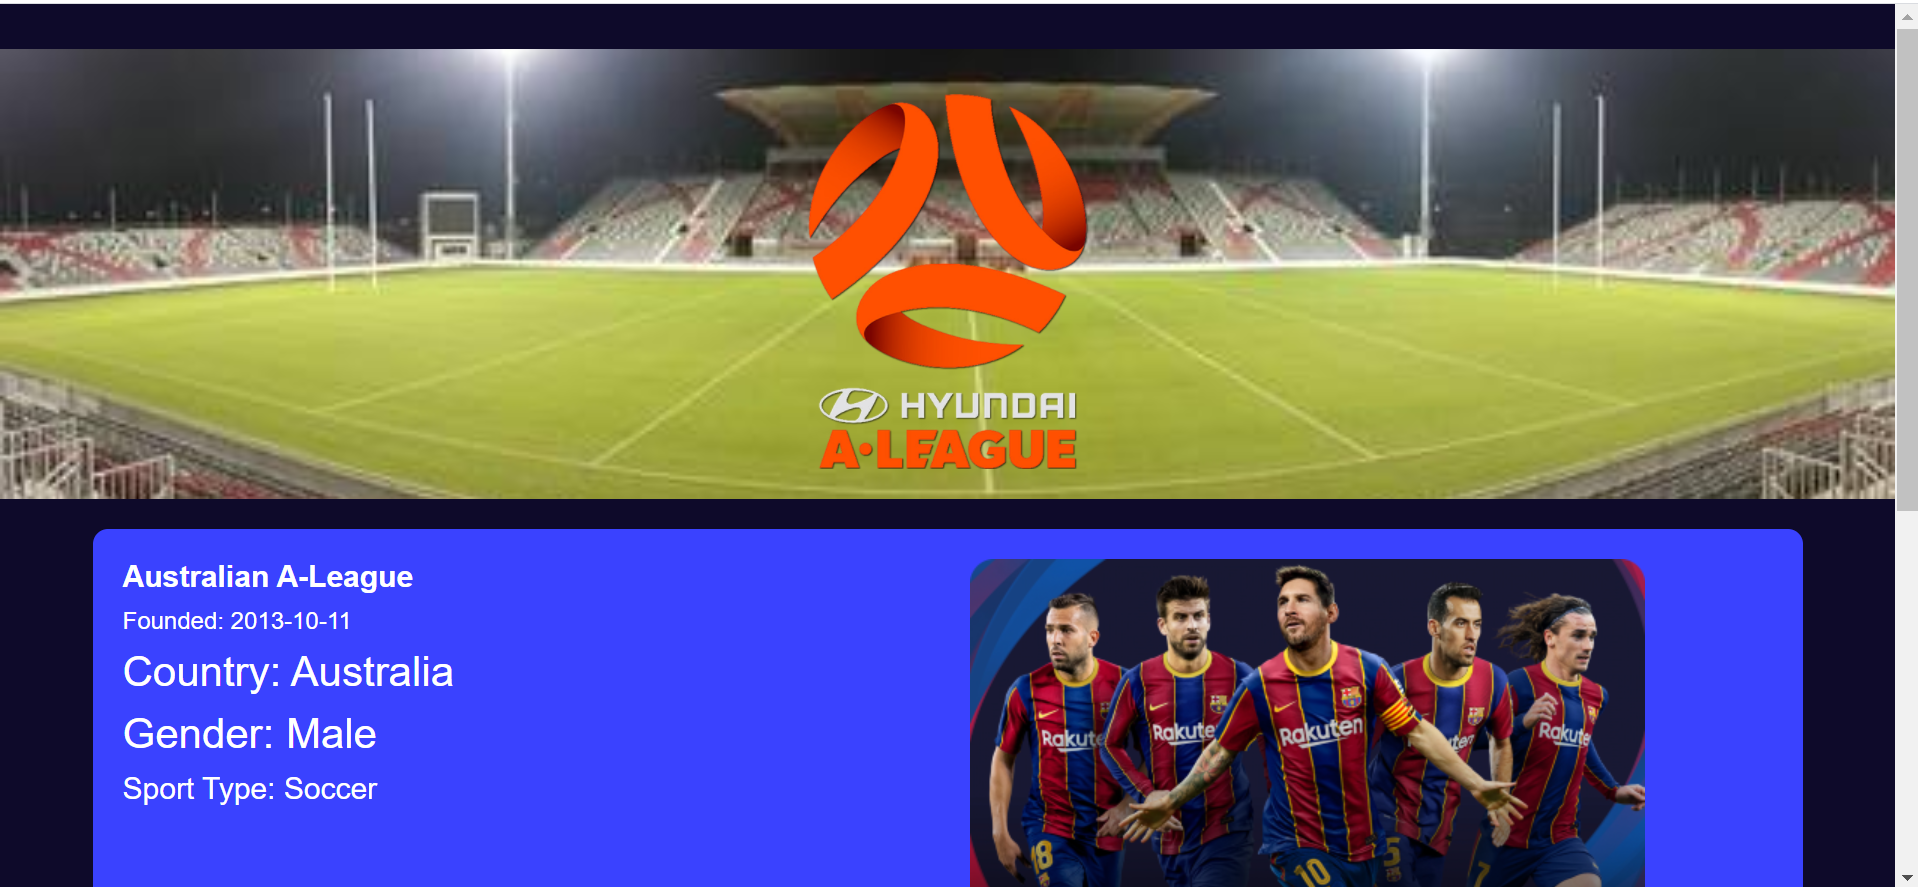 HYUNDAI
A•LEAGUE
Australian A-League
Founded: 2013-10-11
Country: Australia
Gender: Male
Sport Type: Soccer
Rakuten
Rakuten
Rakuten
Rakuten
18
10
5
7